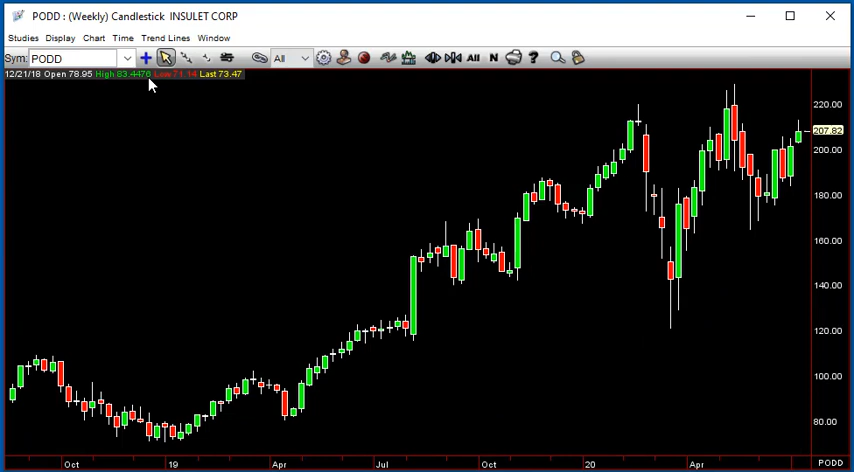 PODD : (Weekly) Candlestick  INSULET CORP
Studies Display Chart Time Trend Lines Window
Sym: PODD All All N ?
12/21/18 Open 78.95 High 83.4476 Low 71.14 Last 73.47
220.00
207.82
200.00
180.00
160.00
140.00
120.00
100.00
80.00
Oct 19 Apr Jul Oct 20 Apr PODD